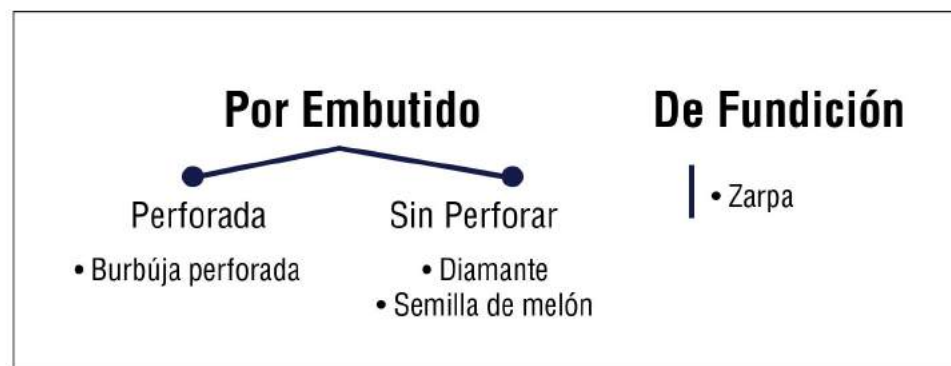 Por Embutido
Perforada
• Burbúja perforada
Sin Perforar
• Diamante
• Semilla de melón
De Fundición
• Zarpa